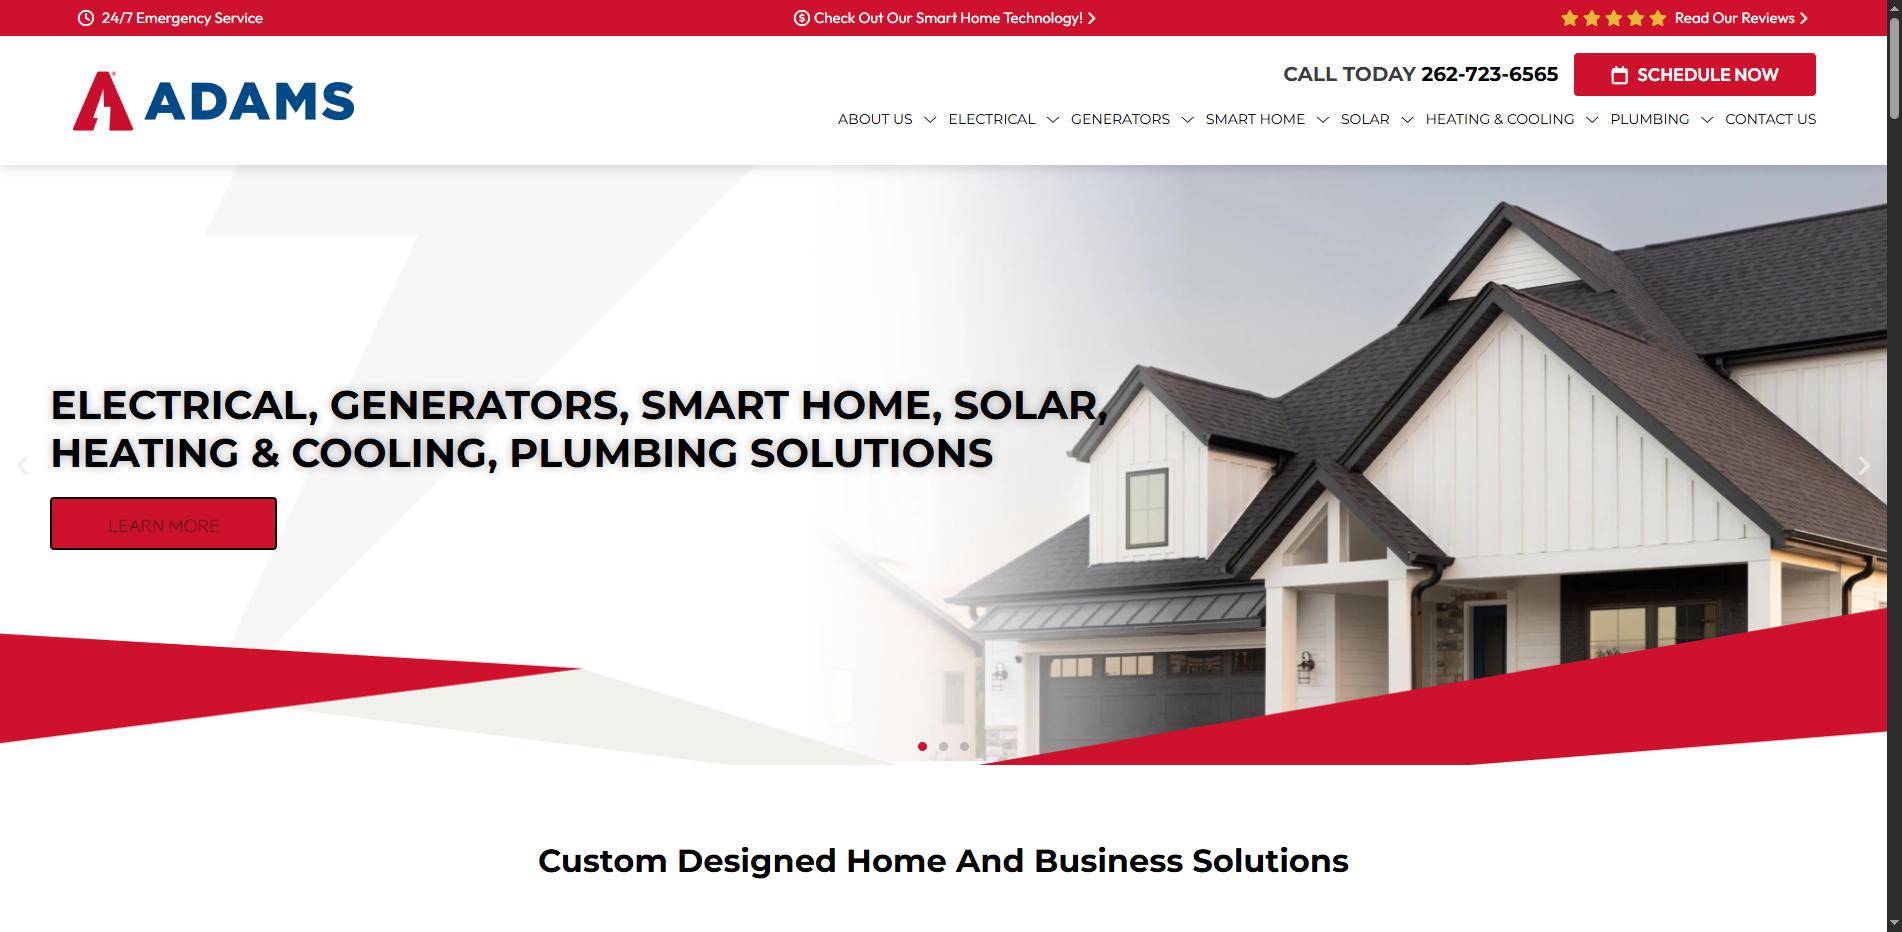 24/7 Emergency Service
Check Out Our Smart Home Technology!
Read Our Reviews
ADAMS
CALL TODAY 262-723-6565
SCHEDULE NOW
ABOUT US ELECTRICAL GENERATORS SMART HOME SOLAR HEATING & COOLING PLUMBING CONTACT US
ELECTRICAL, GENERATORS, SMART HOME, SOLAR,
HEATING & COOLING, PLUMBING SOLUTIONS
LEARN MORE
Custom Designed Home And Business Solutions